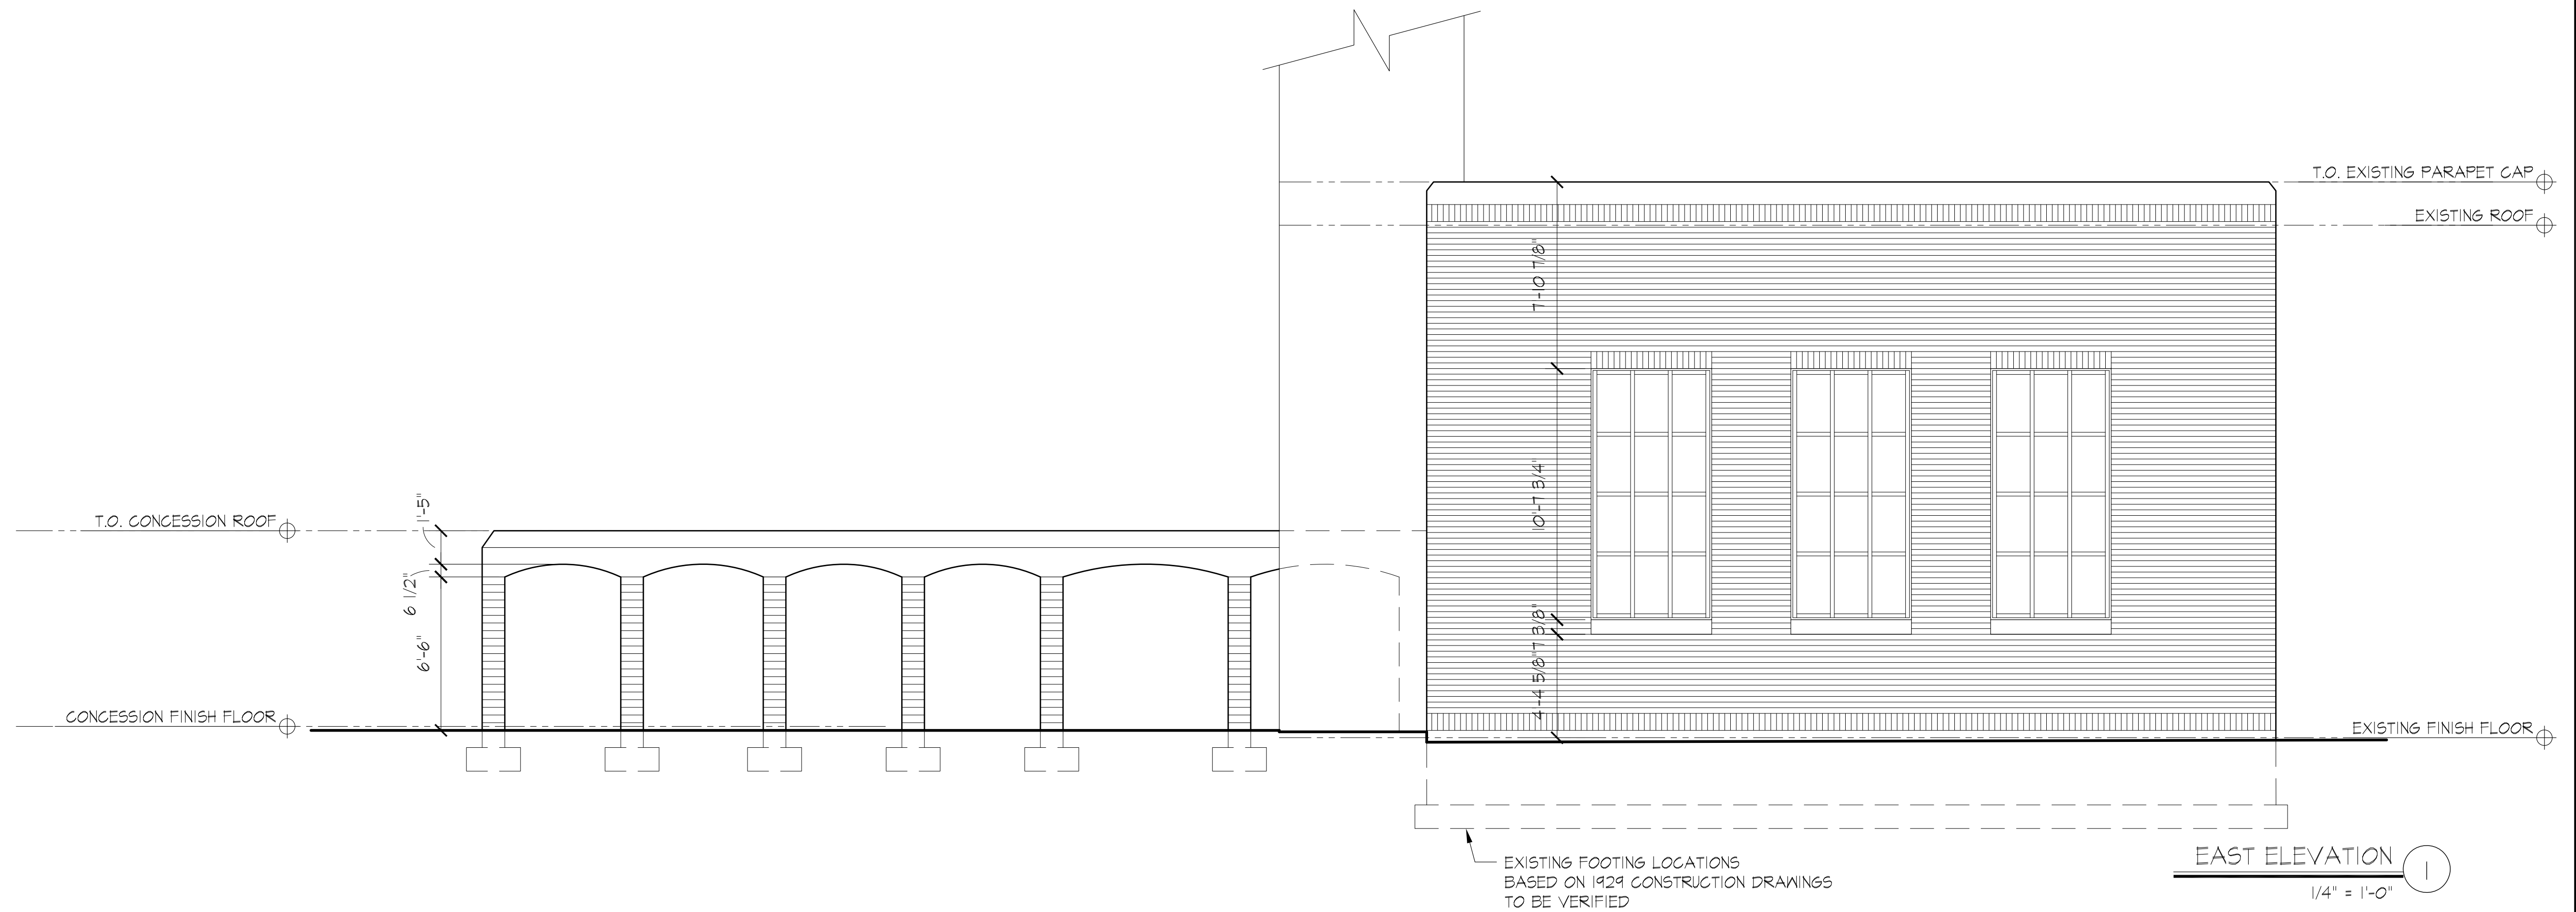 T.O. EXISTING PARAPET CAP
EXISTING ROOF
7'-10 7/8"
10'-7 3/4"
7 3/8"
4'-4 5/8"
T.O. CONCESSION ROOF
1'-5"
6 1/2"
6'-6"
CONCESSION FINISH FLOOR
EXISTING FINISH FLOOR
EXISTING FOOTING LOCATIONS
BASED ON 1929 CONSTRUCTION DRAWINGS
TO BE VERIFIED
EAST ELEVATION
1
1/4" = 1'-0"